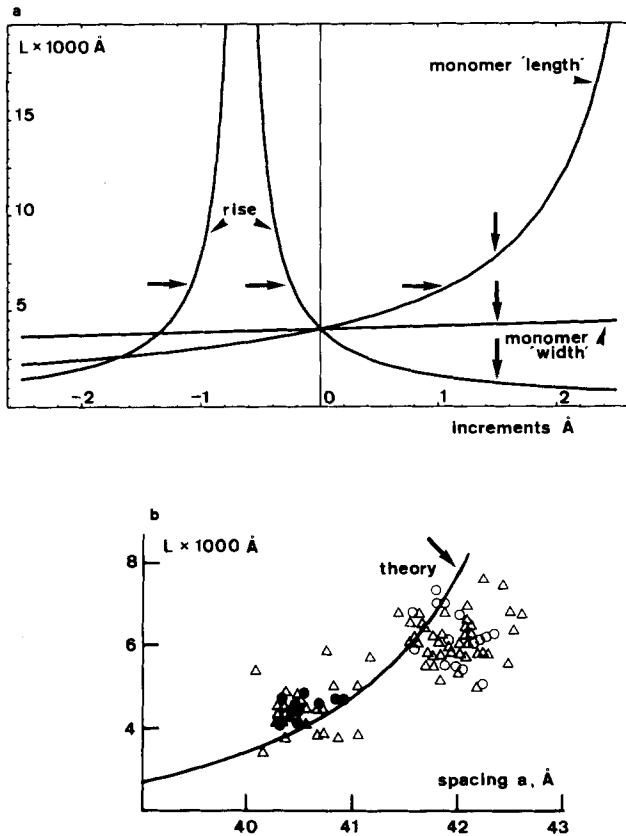 a
L × 1000 Å
monomer 'length'
15
rise
10
5
monomer
'width'
−2
−1
0
1
2
increments Å
b
L × 1000 Å
8
theory
6
4
2
40
41
42
43
spacing a, Å